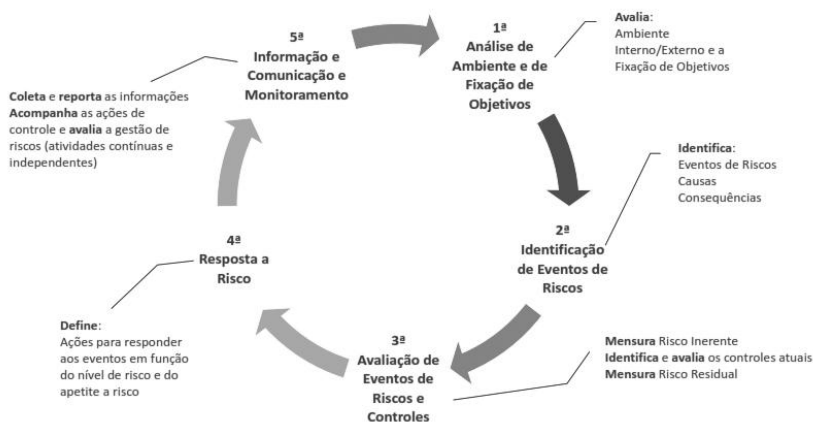 1ª
Análise de
Ambiente e de
Fixação de
Objetivos
Avalia:
Ambiente
Interno/Externo e a
Fixação de Objetivos
2ª
Identificação
de Eventos de
Riscos
Identifica:
Eventos de Riscos
Causas
Consequências
3ª
Avaliação de
Eventos de
Riscos e
Controles
Mensura Risco Inerente
Identifica e avalia os controles atuais
Mensura Risco Residual
4ª
Resposta a
Risco
Define:
Ações para responder
aos eventos em função
do nível de risco e do
apetite a risco
5ª
Informação e
Comunicação e
Monitoramento
Coleta e reporta as informações
Acompanha as ações de
controle e avalia a gestão de
riscos (atividades contínuas e
independentes)